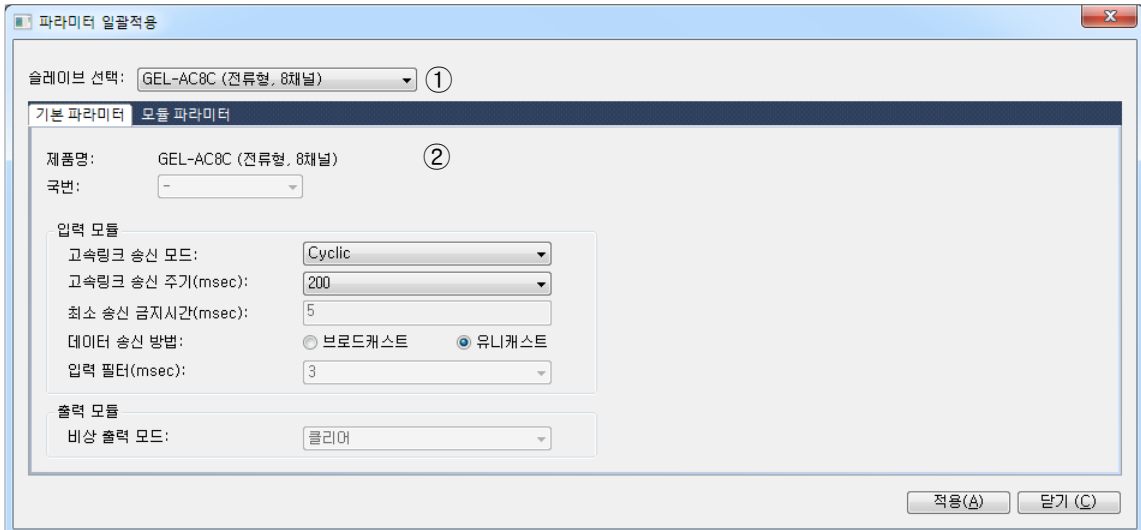 파라미터 일괄적용
슬레이브 선택: GEL-AC8C (전류형, 8채널) ①
기본 파라미터 모듈 파라미터
제품명: GEL-AC8C (전류형, 8채널) ②
국번: -
입력 모듈
고속링크 송신 모드: Cyclic
고속링크 송신 주기(msec): 200
최소 송신 금지시간(msec): 5
데이터 송신 방법: 브로드캐스트 유니캐스트
입력 필터(msec): 3
출력 모듈
비상 출력 모드: 클리어
적용(A) 닫기 (C)